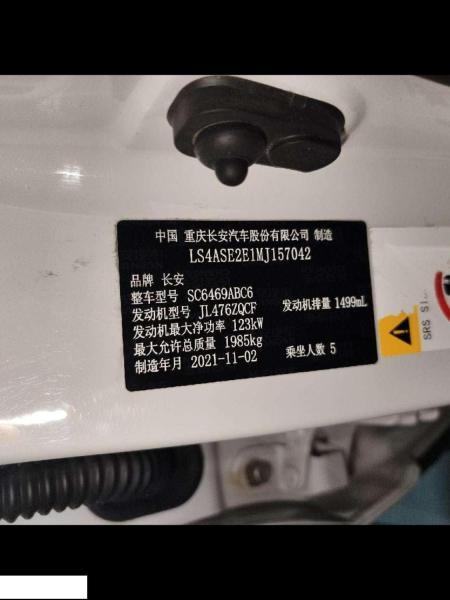 中国 重庆长安汽车股份有限公司 制造
LS4ASE2E1MJ157042
品牌 长安
整车型号 SC6469ABC6
发动机型号 JL476ZQCF 发动机排量 1499mL
发动机最大净功率 123kW
最大允许总质量 1985kg
制造年月 2021-11-02 乘坐人数 5
SRS